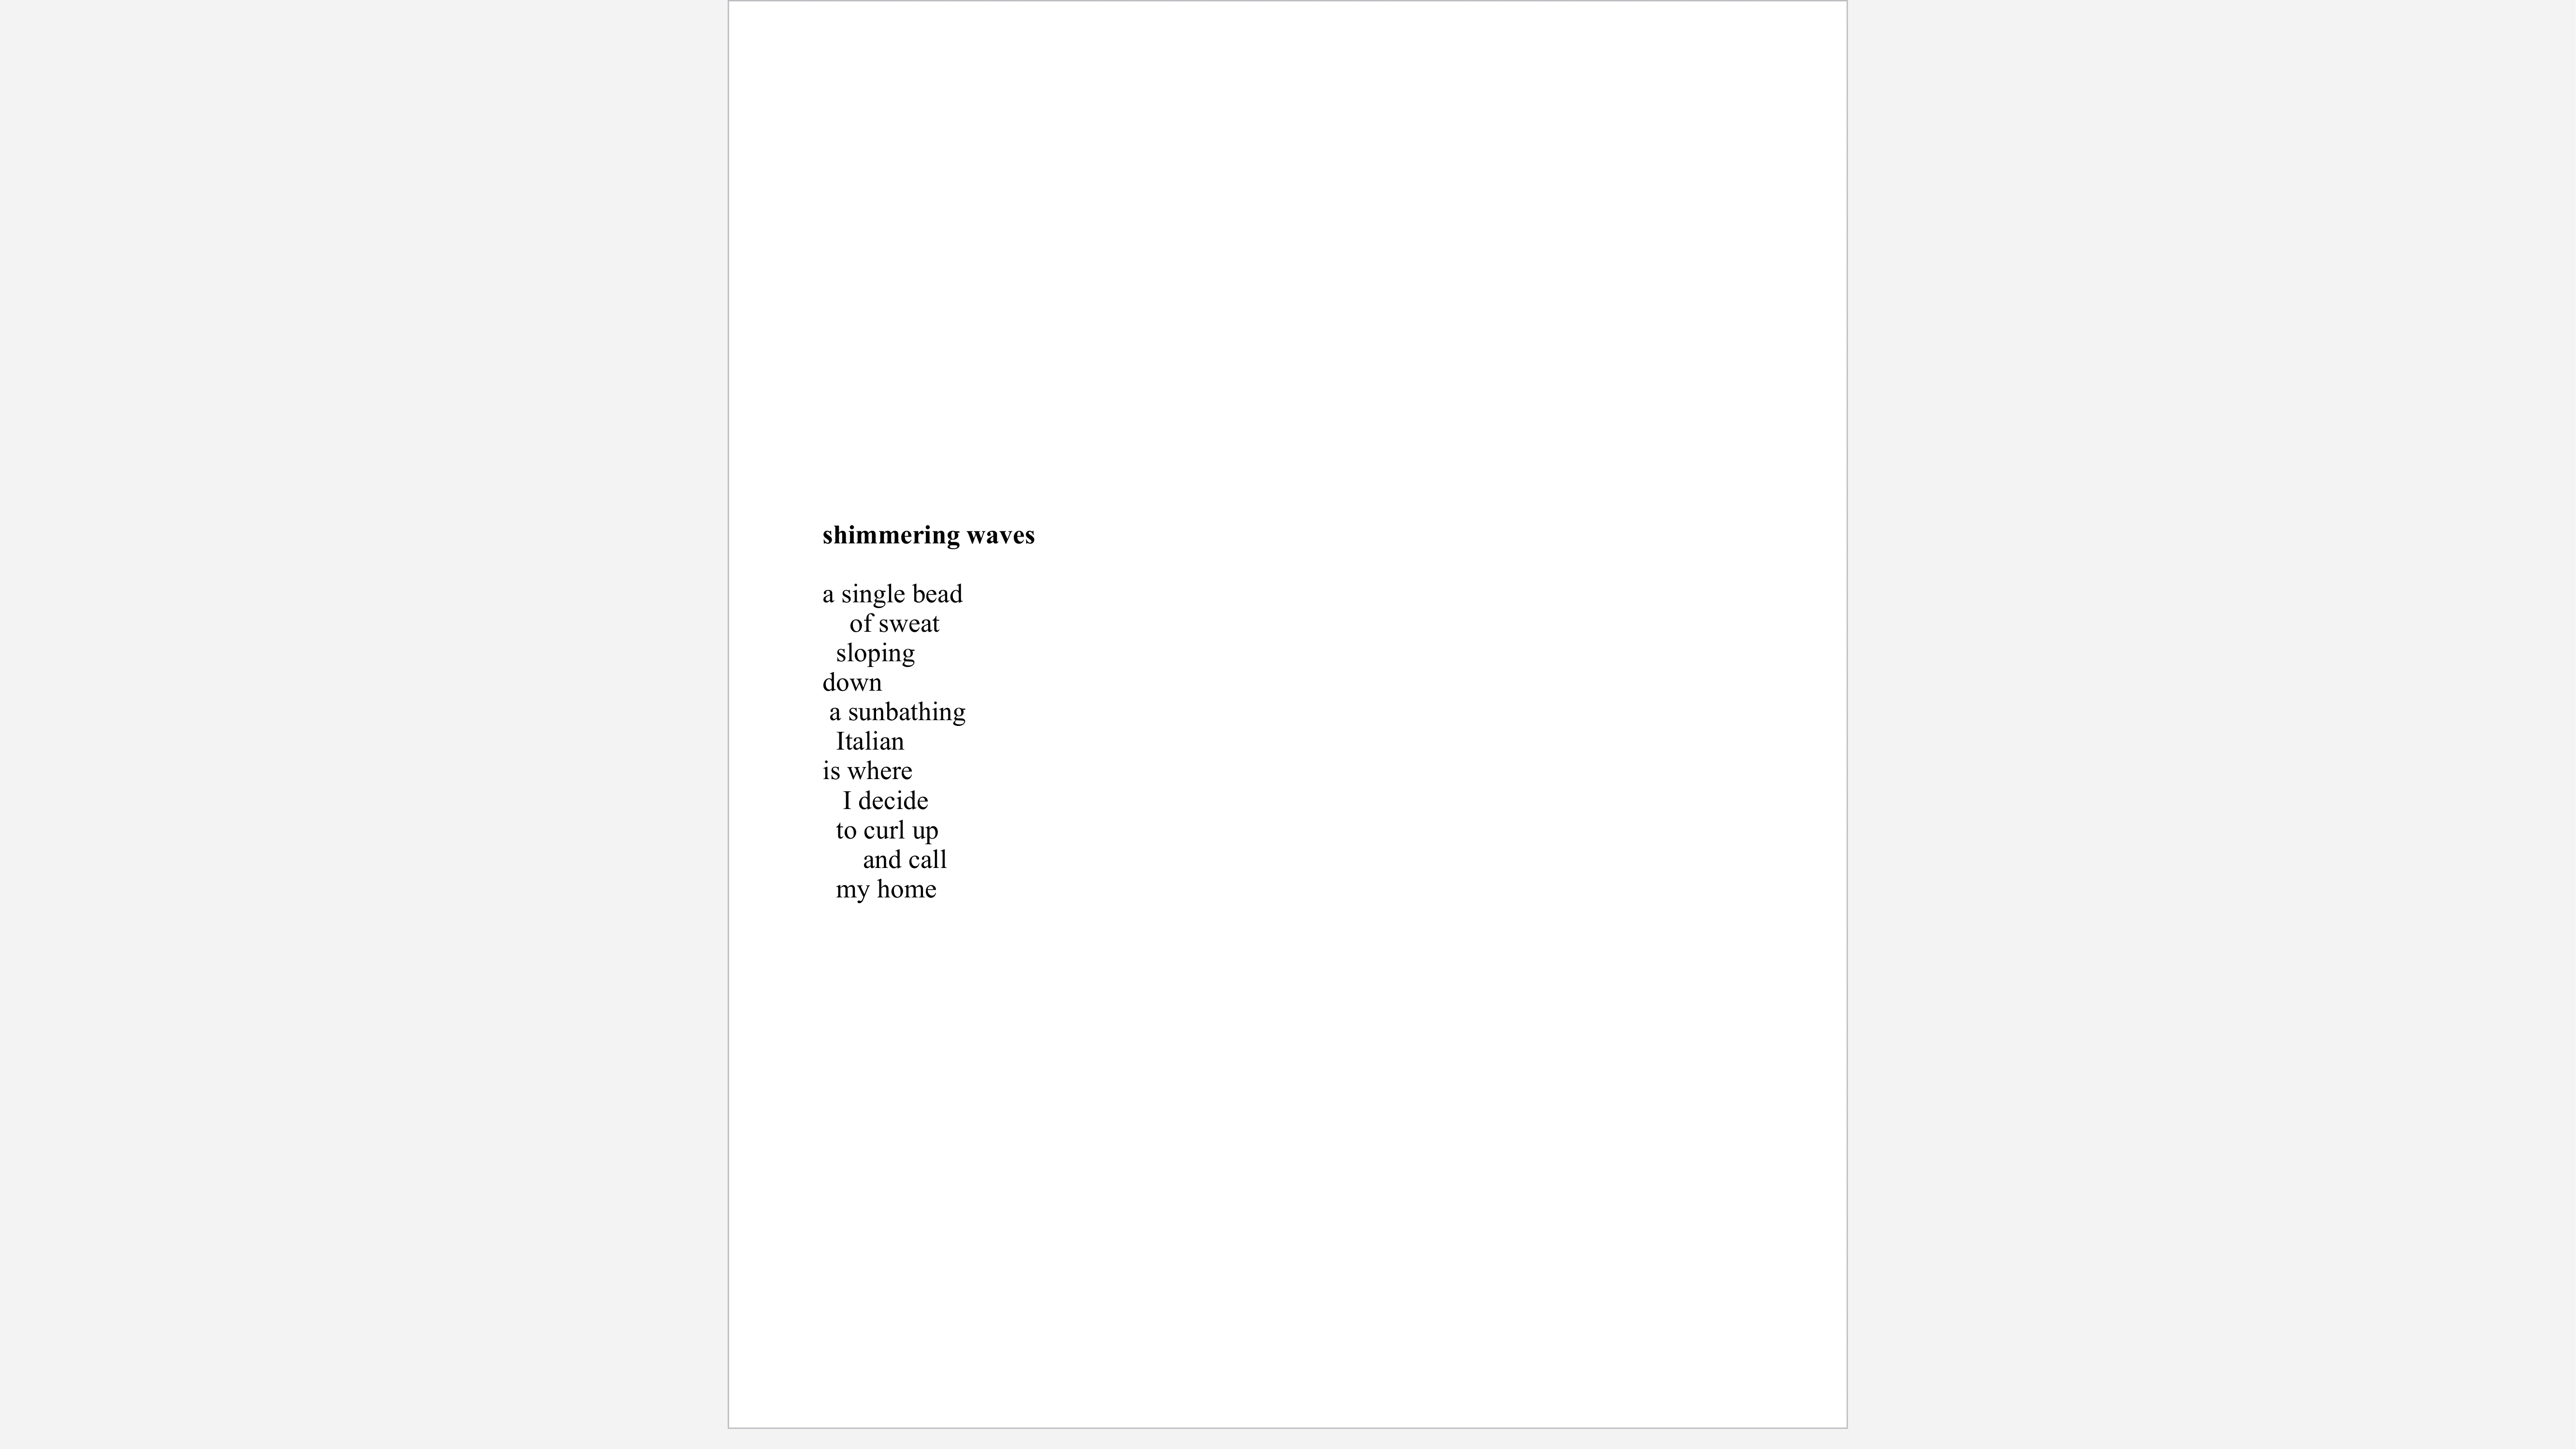 shimmering waves
a single bead
of sweat
sloping
down
a sunbathing
Italian
is where
I decide
to curl up
and call
my home